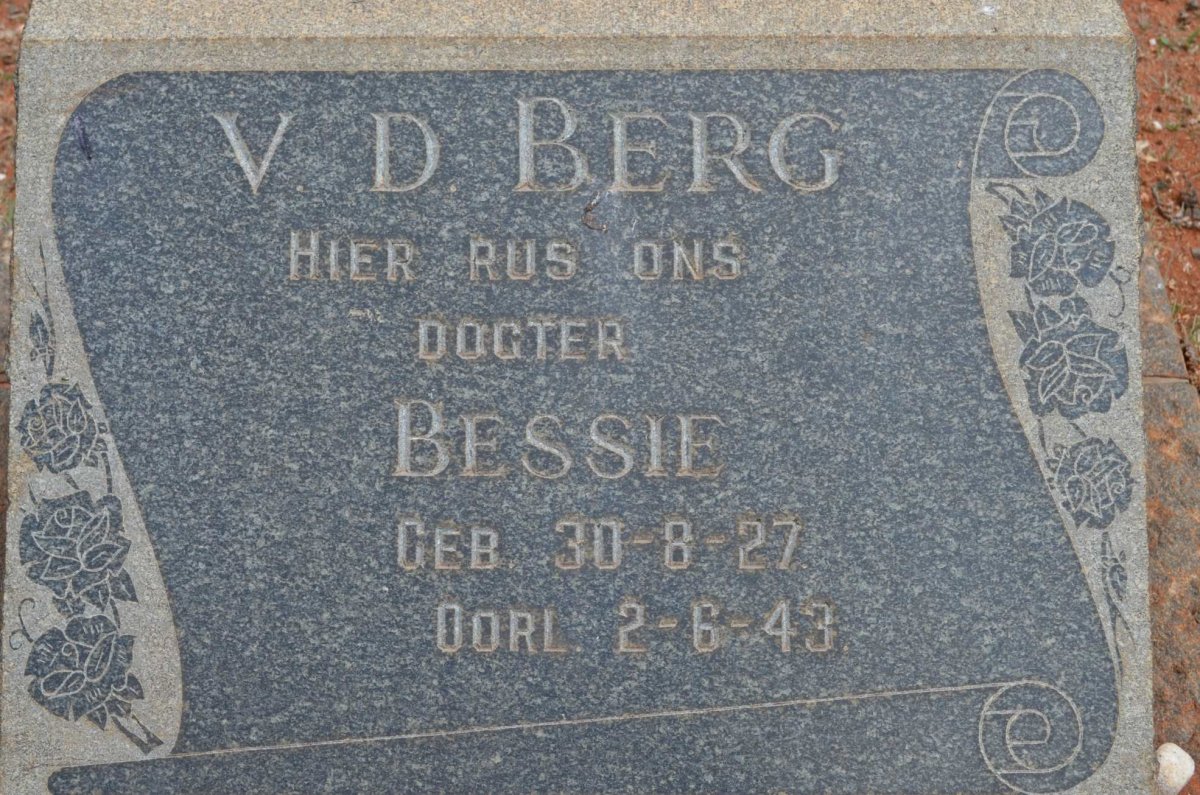 V. D. BERG
HIER RUS ONS
DOGTER
BESSIE
GEB. 30-8-27.
OORL. 2-6-43.